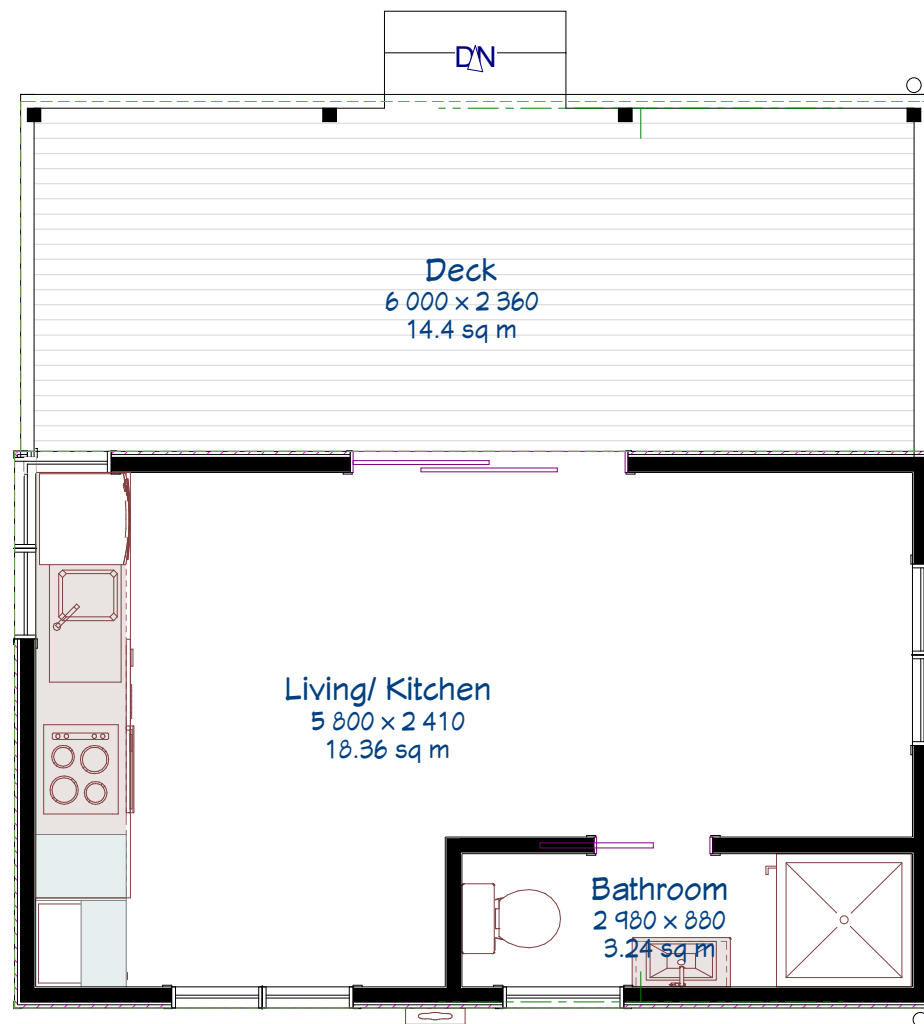 DN
Deck
6 000 x 2 360
14.4 sq m
Living/ Kitchen
5 800 x 2 410
18.36 sq m
Bathroom
2 980 x 880
3.24 sq m